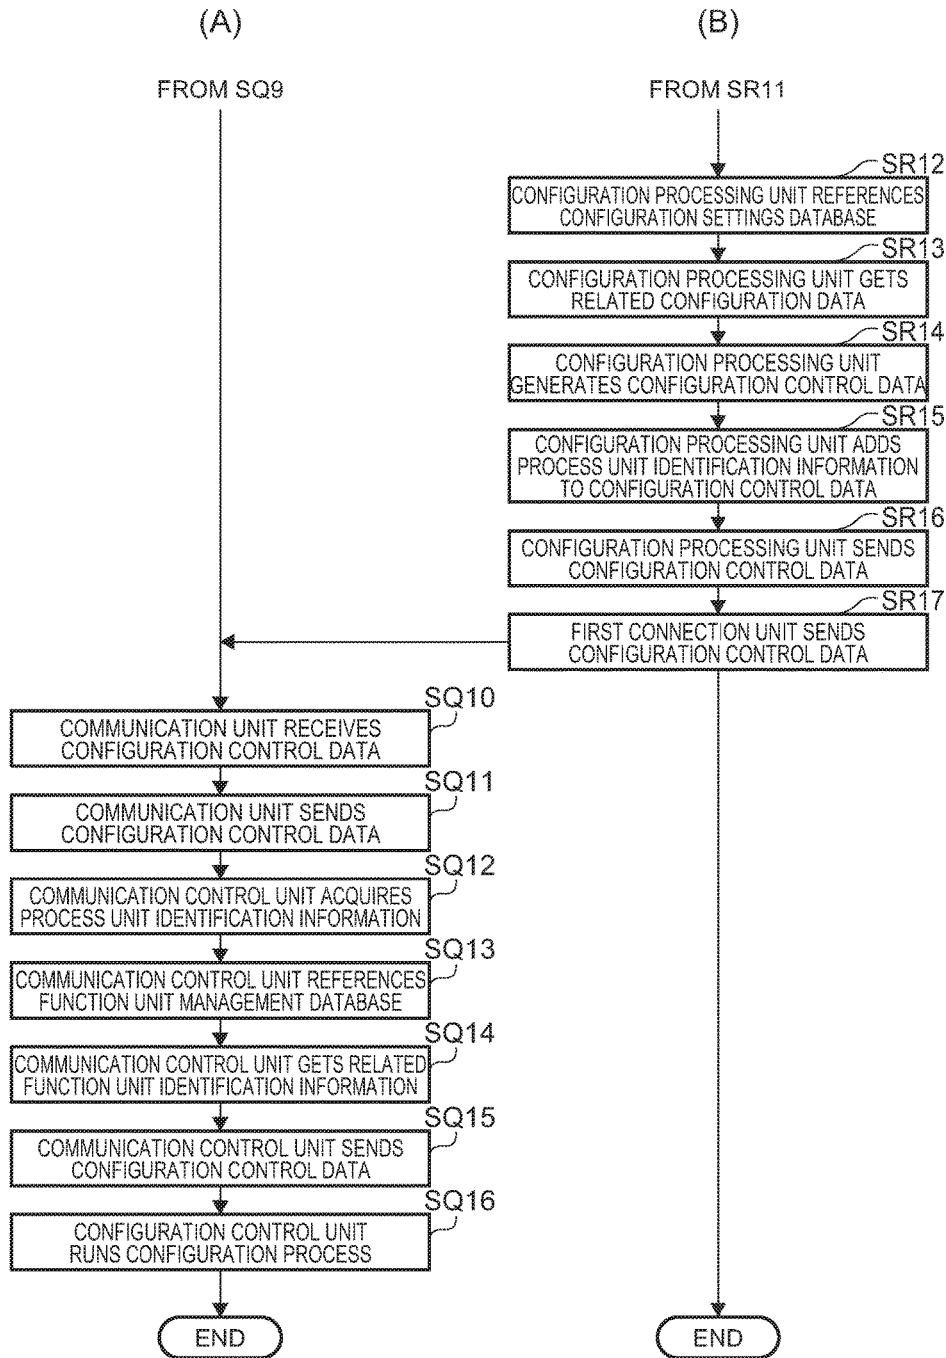 (A)
(B)
FROM SQ9
FROM SR11
SR12
CONFIGURATION PROCESSING UNIT REFERENCES
CONFIGURATION SETTINGS DATABASE
SR13
CONFIGURATION PROCESSING UNIT GETS
RELATED CONFIGURATION DATA
SR14
CONFIGURATION PROCESSING UNIT
GENERATES CONFIGURATION CONTROL DATA
SR15
CONFIGURATION PROCESSING UNIT ADDS
PROCESS UNIT IDENTIFICATION INFORMATION
TO CONFIGURATION CONTROL DATA
SR16
CONFIGURATION PROCESSING UNIT SENDS
CONFIGURATION CONTROL DATA
SR17
FIRST CONNECTION UNIT SENDS
CONFIGURATION CONTROL DATA
SQ10
COMMUNICATION UNIT RECEIVES
CONFIGURATION CONTROL DATA
SQ11
COMMUNICATION UNIT SENDS
CONFIGURATION CONTROL DATA
SQ12
COMMUNICATION CONTROL UNIT ACQUIRES
PROCESS UNIT IDENTIFICATION INFORMATION
SQ13
COMMUNICATION CONTROL UNIT REFERENCES
FUNCTION UNIT MANAGEMENT DATABASE
SQ14
COMMUNICATION CONTROL UNIT GETS RELATED
FUNCTION UNIT IDENTIFICATION INFORMATION
SQ15
COMMUNICATION CONTROL UNIT SENDS
CONFIGURATION CONTROL DATA
SQ16
CONFIGURATION CONTROL UNIT
RUNS CONFIGURATION PROCESS
END
END